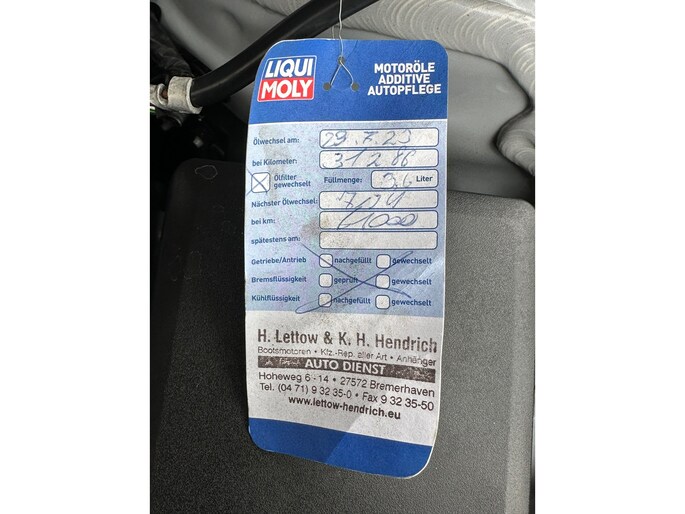 LIQUI
MOLY
MOTORÖLE
ADDITIVE
AUTOPFLEGE
Ölwechsel am: 29.7.23
bei Kilometer: 31286
Ölfilter
gewechselt
Füllmenge: 3,6 Liter
Nächster Ölwechsel: 7/24
bei km: 41000
spätestens am:
Getriebe/Antrieb nachgefüllt gewechselt
Bremsflüssigkeit geprüft gewechselt
Kühlflüssigkeit nachgefüllt gewechselt
H. Lettow & K. H. Hendrich
Bootsmotoren • Kfz.-Rep. aller Art • Anhänger
AUTO DIENST
Hoheweg 6 - 14 • 27572 Bremerhaven
Tel. (04 71) 9 32 35-0 • Fax 9 32 35-50
www.lettow-hendrich.eu